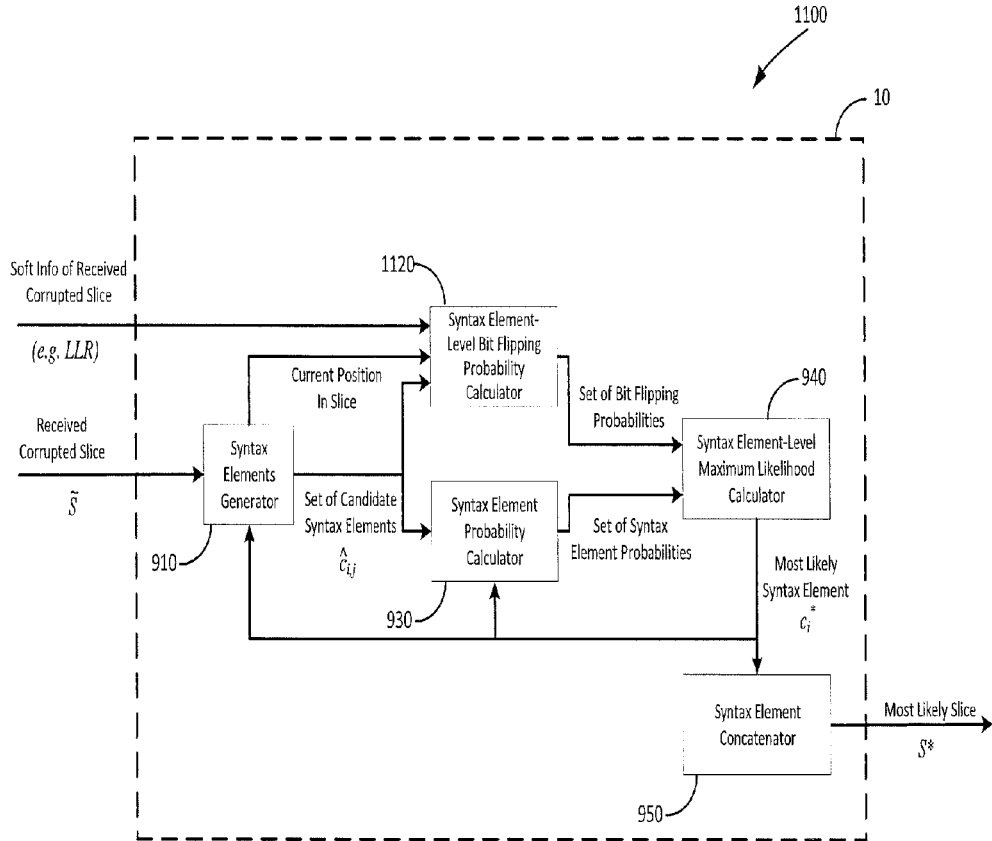 1100
10
Soft Info of Received
Corrupted Slice
(e.g. LLR)
1120
Syntax Element-
Level Bit Flipping
Probability
Calculator
Current Position
In Slice
Set of Bit Flipping
Probabilities
940
Received
Corrupted Slice
S̃
Syntax
Elements
Generator
910
Set of Candidate
Syntax Elements
ĉi,j
Syntax Element
Probability
Calculator
930
Set of Syntax
Element Probabilities
Syntax Element-Level
Maximum Likelihood
Calculator
Most Likely
Syntax Element
ci*
Syntax Element
Concatenator
950
Most Likely Slice
S*